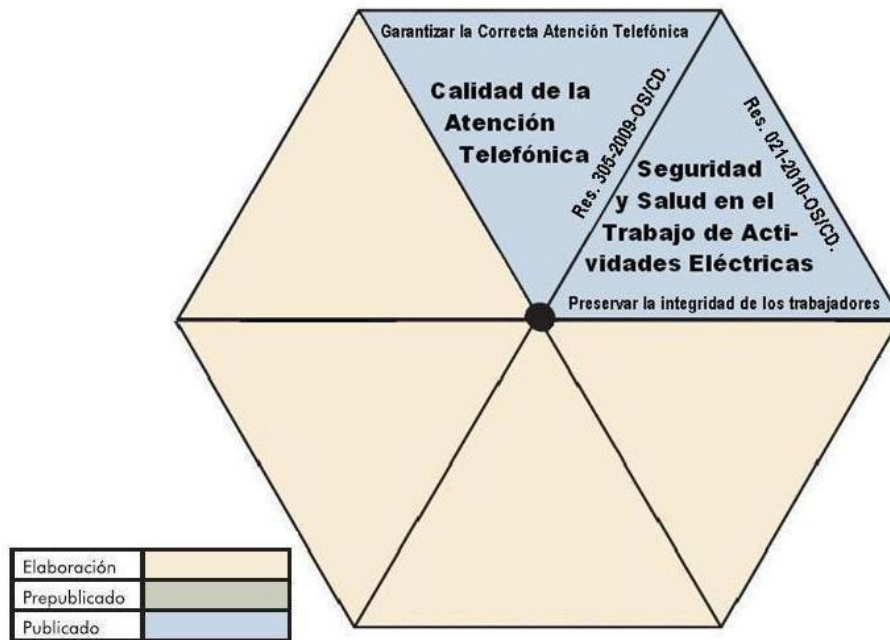 Garantizar la Correcta Atención Telefónica
Calidad de la
Atención
Telefónica
Res. 305-2009-OS/CD.
Res. 021-2010-OS/CD.
Seguridad
y Salud en el
Trabajo de Acti-
vidades Eléctricas
Preservar la integridad de los trabajadores
Elaboración
Prepublicado
Publicado